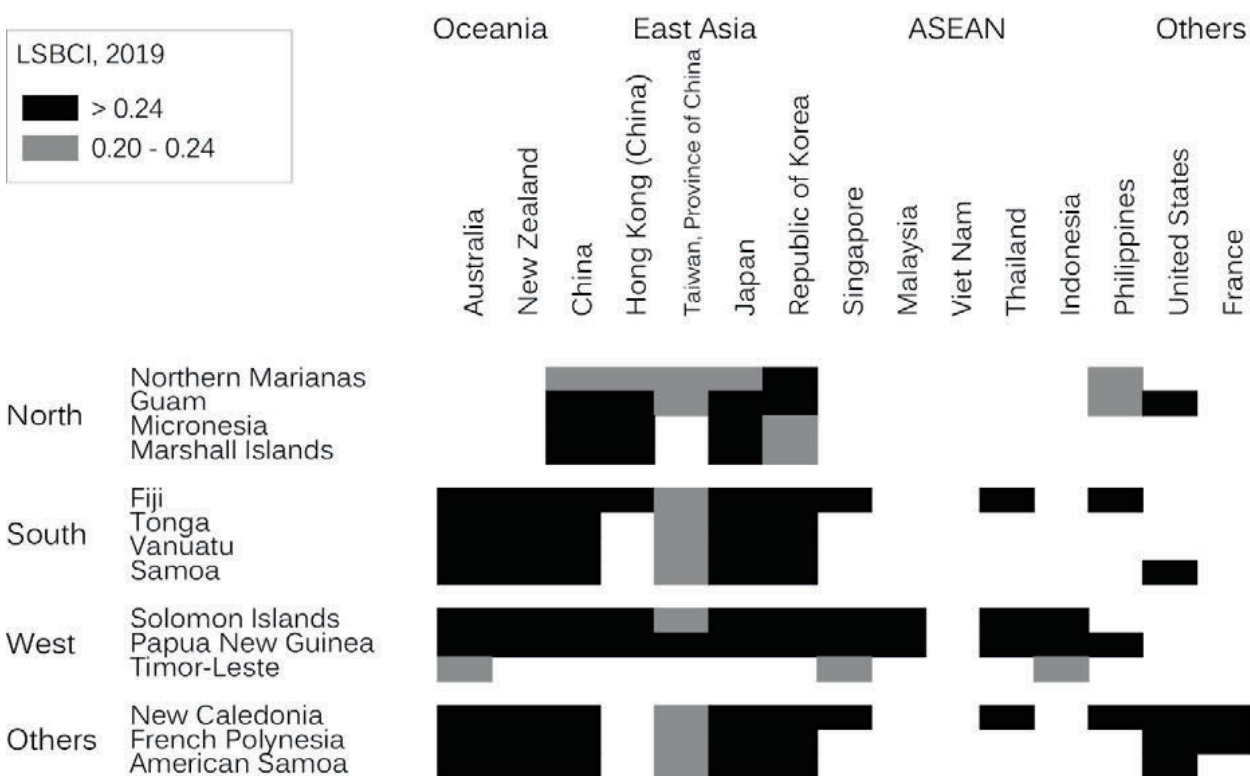 Oceania East Asia ASEAN Others
LSBCI, 2019
> 0.24
0.20 - 0.24
Australia
New Zealand
China
Hong Kong (China)
Taiwan, Province of China
Japan
Republic of Korea
Singapore
Malaysia
Viet Nam
Thailand
Indonesia
Philippines
United States
France
North
Northern Marianas
Guam
Micronesia
Marshall Islands
South
Fiji
Tonga
Vanuatu
Samoa
West
Solomon Islands
Papua New Guinea
Timor-Leste
Others
New Caledonia
French Polynesia
American Samoa